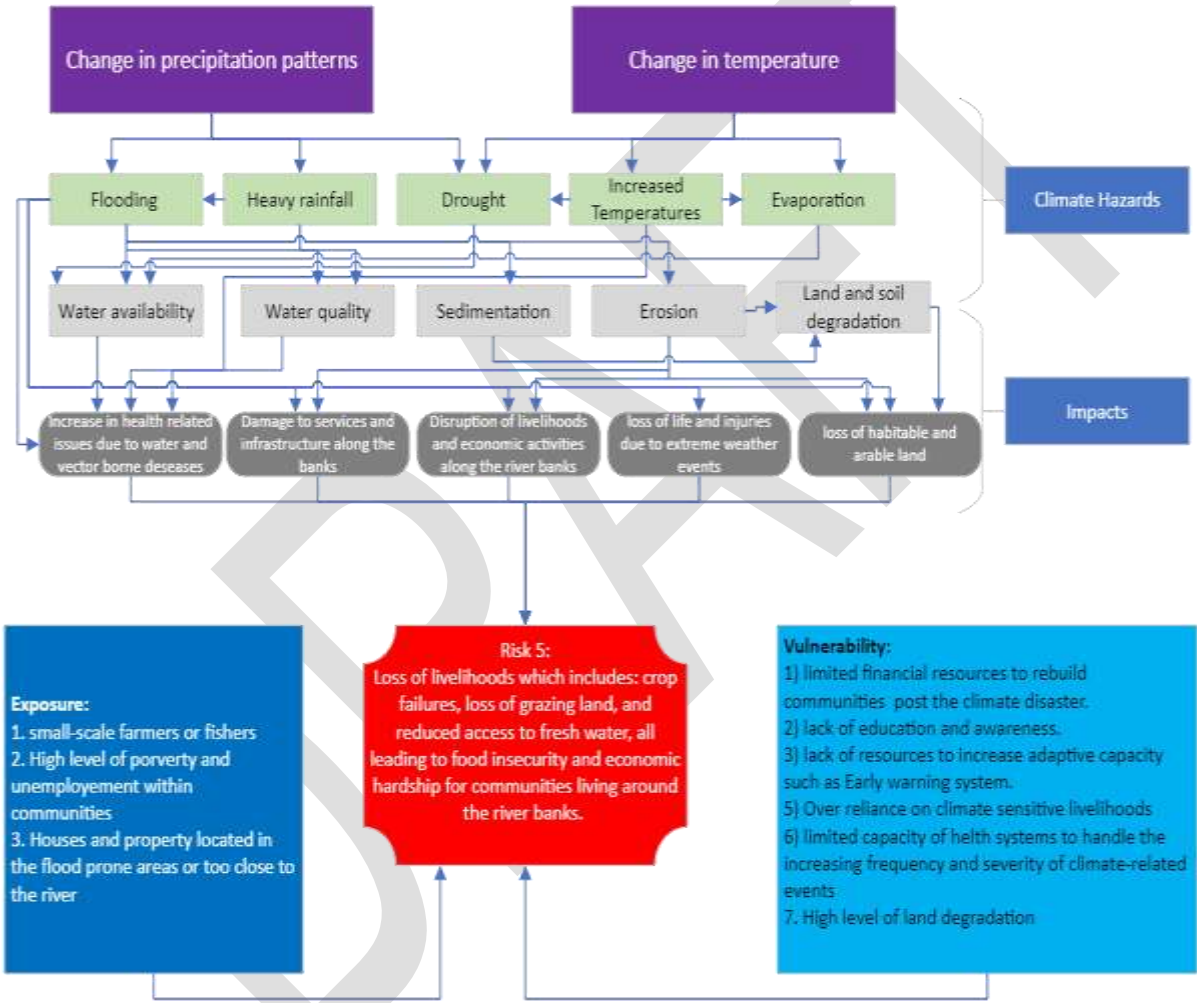 Change in precipitation patterns
Change in temperature
Flooding
Heavy rainfall
Drought
Increased
Temperatures
Evaporation
Climate Hazards
Water availability
Water quality
Sedimentation
Erosion
Land and soil
degradation
Impacts
Increase in health related
issues due to water and
vector borne deseases
Damage to services and
infrastructure along the
banks
Disruption of livelihoods
and economic activities
along the river banks
loss of life and injuries
due to extreme weather
events
loss of habitable and
arable land
Exposure:
1. small-scale farmers or fishers
2. High level of porverty and
unemployement within
communities
3. Houses and property located in
the flood prone areas or too close to
the river
Risk 5:
Loss of livelihoods which includes: crop
failures, loss of grazing land, and
reduced access to fresh water, all
leading to food insecurity and economic
hardship for communities living around
the river banks.
Vulnerability:
1) limited financial resources to rebuild
communities post the climate disaster.
2) lack of education and awareness.
3) lack of resources to increase adaptive capacity
such as Early warning system.
5) Over reliance on climate sensitive livelihoods
6) limited capacity of helth systems to handle the
increasing frequency and severity of climate-related
events
7. High level of land degradation
DRAFT